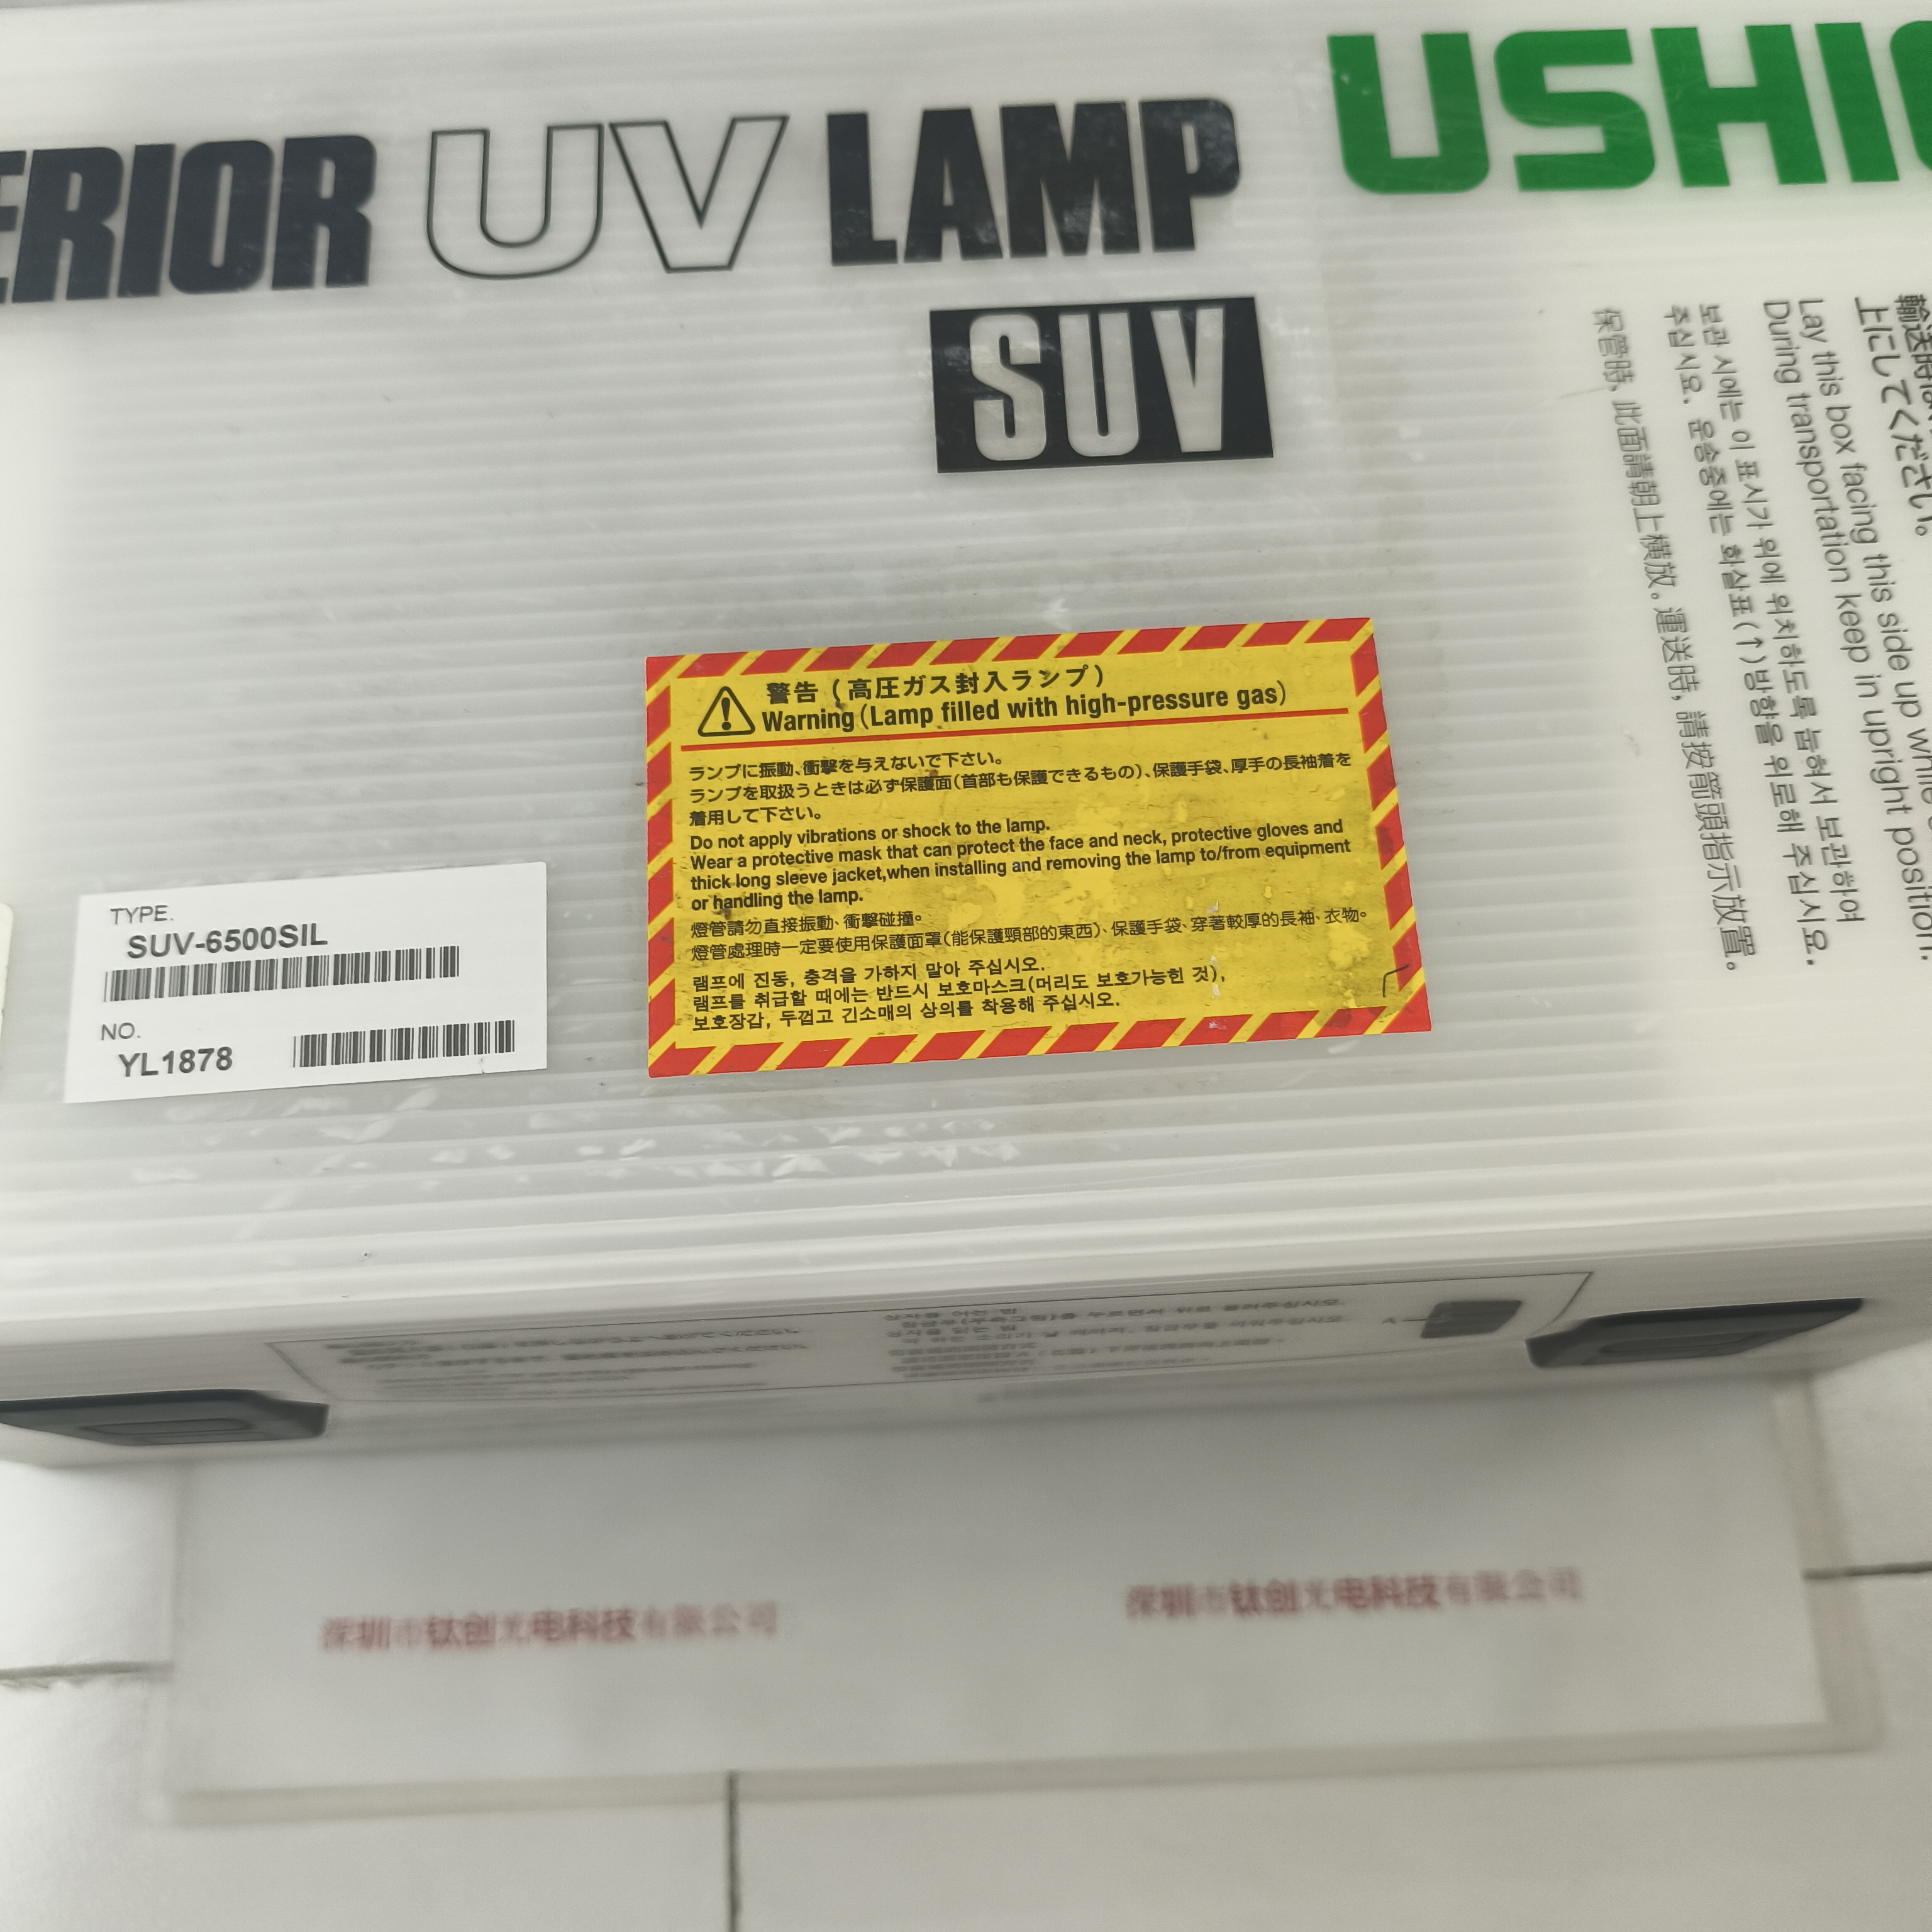 ERIOR UV LAMP
USHIO
SUV
警告(高圧ガス封入ランプ)
Warning(Lamp filled with high-pressure gas)
ランプに振動、衝撃を与えないで下さい。
ランプを取扱うときは必ず保護面(首部も保護できるもの)、保護手袋、厚手の長袖着を
着用して下さい。
Do not apply vibrations or shock to the lamp.
Wear a protective mask that can protect the face and neck, protective gloves and
thick long sleeve jacket,when installing and removing the lamp to/from equipment
or handling the lamp.
燈管請勿直接振動、衝擊碰撞。
燈管處理時一定要使用保護面罩(能保護頸部的東西)、保護手袋、穿著較厚的長袖、衣物。
램프에 진동, 충격을 가하지 말아 주십시오.
램프를 취급할 때에는 반드시 보호마스크(머리도 보호가능한 것),
보호장갑, 두껍고 긴소매의 상의를 착용해 주십시오.
TYPE.
SUV-6500SIL
NO.
YL1878
輸送時は
上にしてください。
Lay this box facing this side up while
During transportation keep in upright position.
보관 시에는 이 표시가 위에 위치하도록 눕혀서 보관하여
주십시요. 운송중에는 화살표(↑)방향을 위로해 주십시요.
保管時、此面請朝上橫放。運送時,請按箭頭指示放置。
深圳市钛创光电科技有限公司
深圳市钛创光电科技有限公司